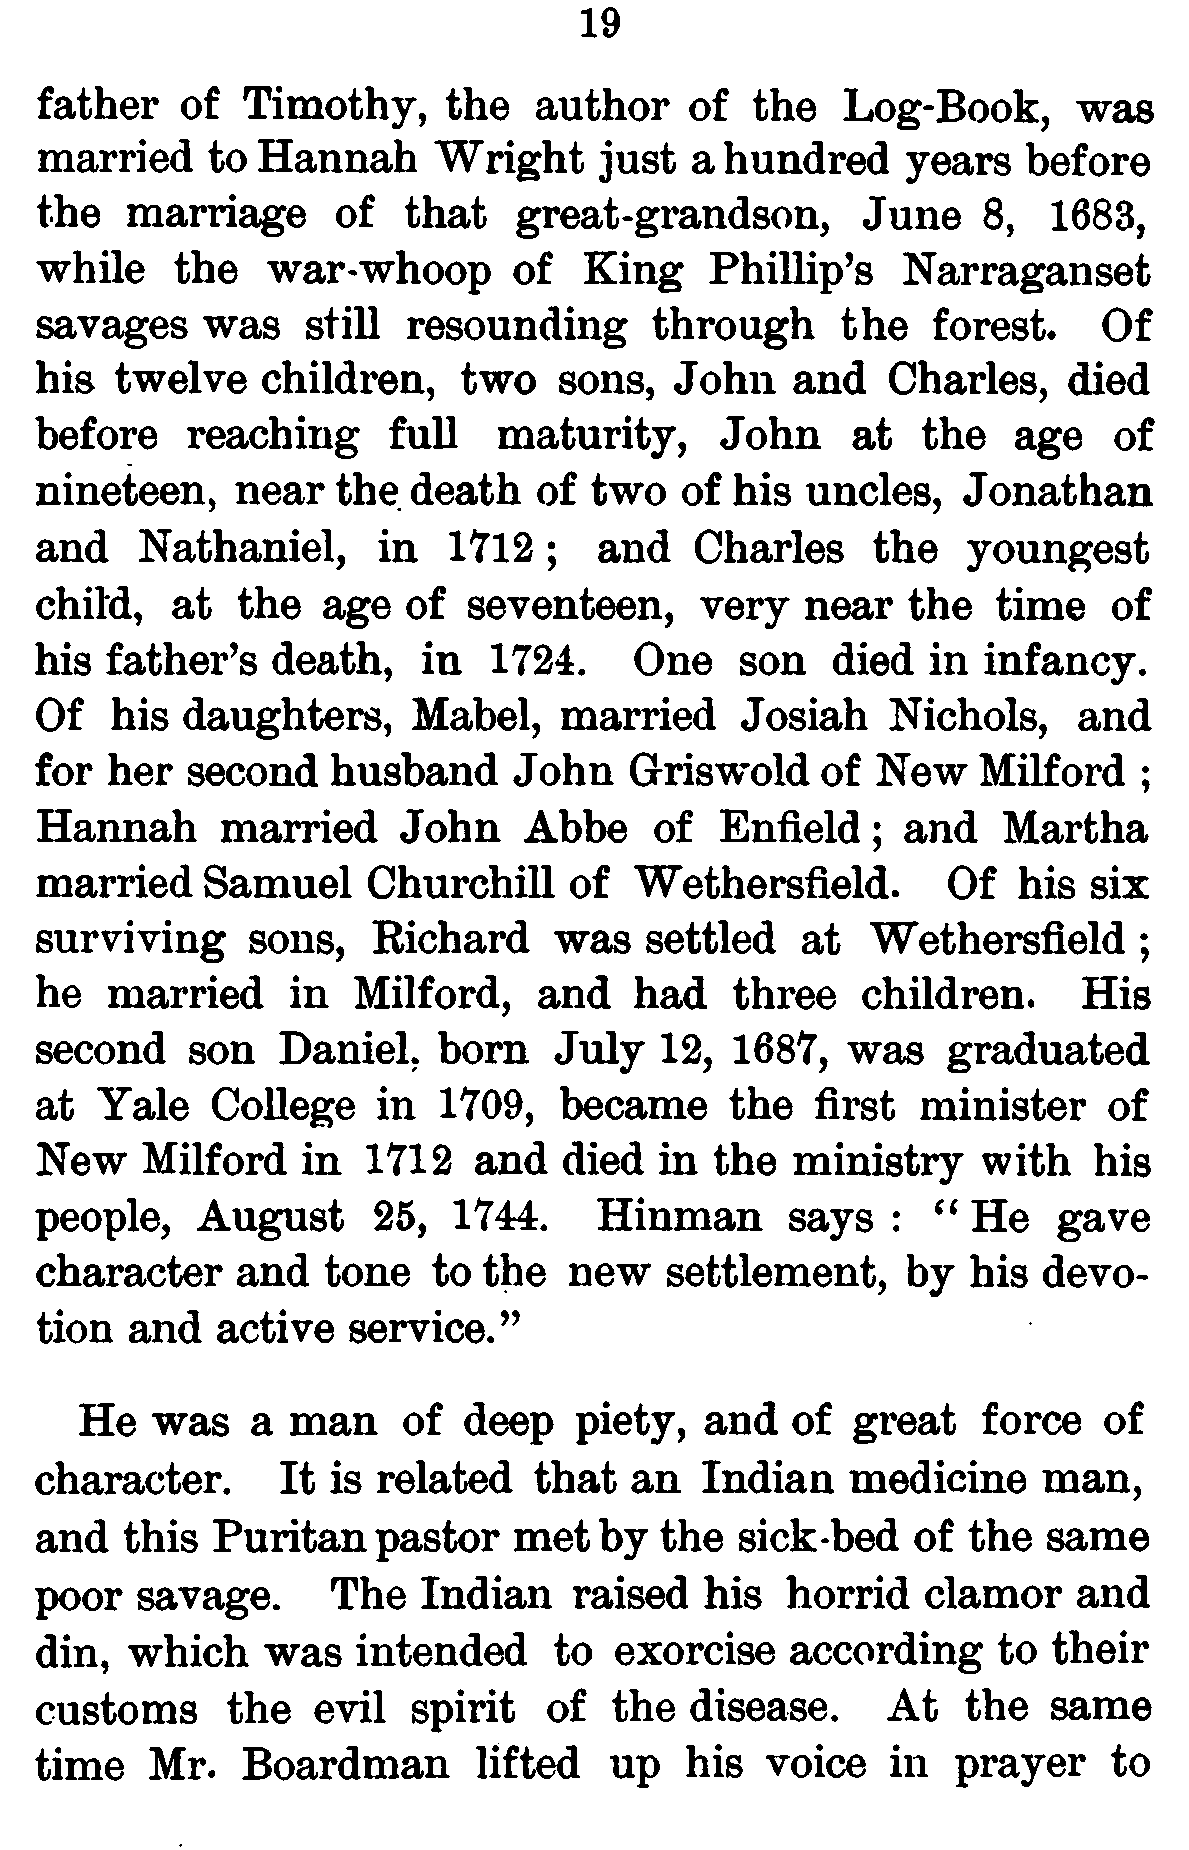 19
father of Timothy, the author of the Log-Book, was
married to Hannah Wright just a hundred years before
the marriage of that great-grandson, June 8, 1683,
while the war-whoop of King Phillip's Narraganset
savages was still resounding through the forest. Of
his twelve children, two sons, John and Charles, died
before reaching full maturity, John at the age of
nineteen, near the death of two of his uncles, Jonathan
and Nathaniel, in 1712 ; and Charles the youngest
child, at the age of seventeen, very near the time of
his father's death, in 1724. One son died in infancy.
Of his daughters, Mabel, married Josiah Nichols, and
for her second husband John Griswold of New Milford ;
Hannah married John Abbe of Enfield ; and Martha
married Samuel Churchill of Wethersfield. Of his six
surviving sons, Richard was settled at Wethersfield ;
he married in Milford, and had three children. His
second son Daniel, born July 12, 1687, was graduated
at Yale College in 1709, became the first minister of
New Milford in 1712 and died in the ministry with his
people, August 25, 1744. Hinman says : “ He gave
character and tone to the new settlement, by his devo-
tion and active service.”
He was a man of deep piety, and of great force of
character. It is related that an Indian medicine man,
and this Puritan pastor met by the sick-bed of the same
poor savage. The Indian raised his horrid clamor and
din, which was intended to exorcise according to their
customs the evil spirit of the disease. At the same
time Mr. Boardman lifted up his voice in prayer to